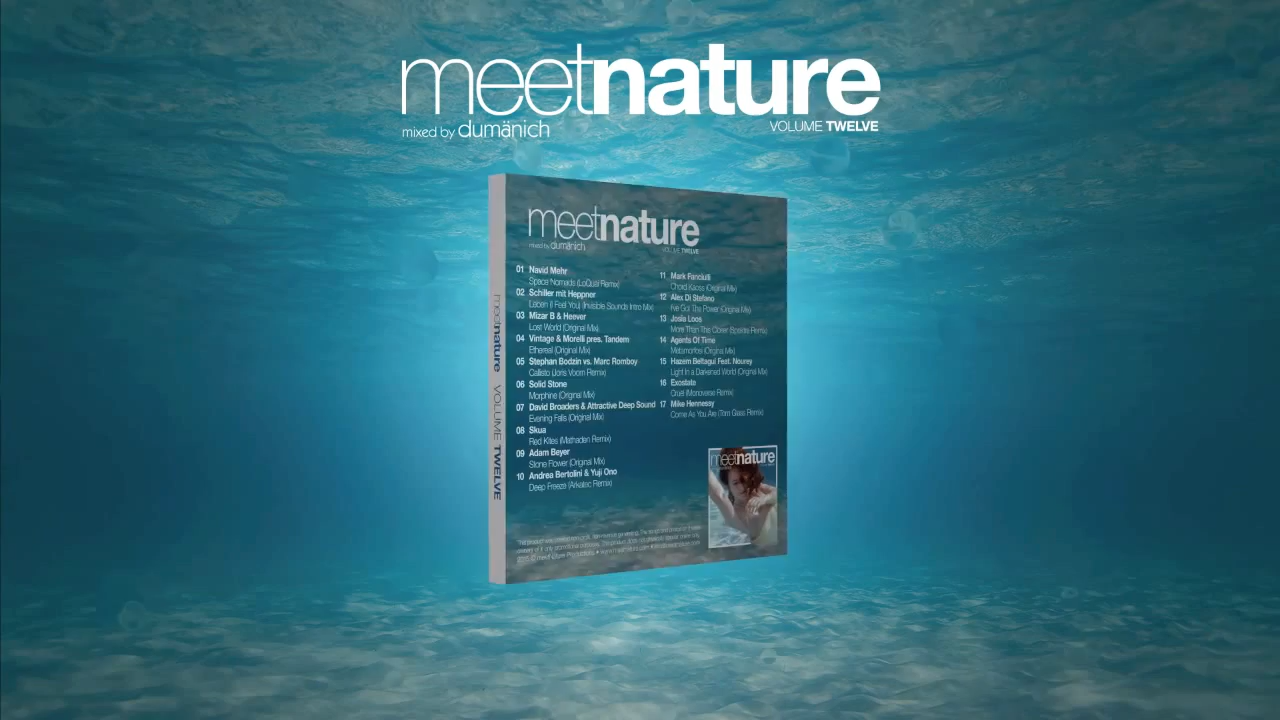 meetnature
mixed by dumänich
VOLUME TWELVE
meetnature
mixed by dumänich
VOLUME TWELVE
01 Navid Mehr
Space Nomads (LoQuai Remix)
02 Schiller mit Heppner
Leben (I Feel You) (Invisible Sounds Intro Mix)
03 Mizar B & Heever
Lost World (Original Mix)
04 Vintage & Morelli pres. Tandem
Ethereal (Original Mix)
05 Stephan Bodzin vs. Marc Romboy
Callisto (Joris Voorn Remix)
06 Solid Stone
Morphine (Original Mix)
07 David Broaders & Attractive Deep Sound
Evening Falls (Original Mix)
08 Skua
Red Kites (Mathaden Remix)
09 Adam Beyer
Stone Flower (Original Mix)
10 Andrea Bertolini & Yuji Ono
Deep Freeze (Arkatec Remix)
11 Mark Fanciulli
Chord Kaoss (Original Mix)
12 Alex Di Stefano
I've Got The Power (Original Mix)
13 Josia Loos
More Than This Closer (Spektre Remix)
14 Agents Of Time
Metamorfosi (Original Mix)
15 Hazem Beltagui Feat. Nourey
Light In a Darkened World (Original Mix)
16 Exostate
Cruel (Monoverse Remix)
17 Mike Hennessy
Come As You Are (Tom Glass Remix)
meetnature VOLUME TWELVE
meetnature